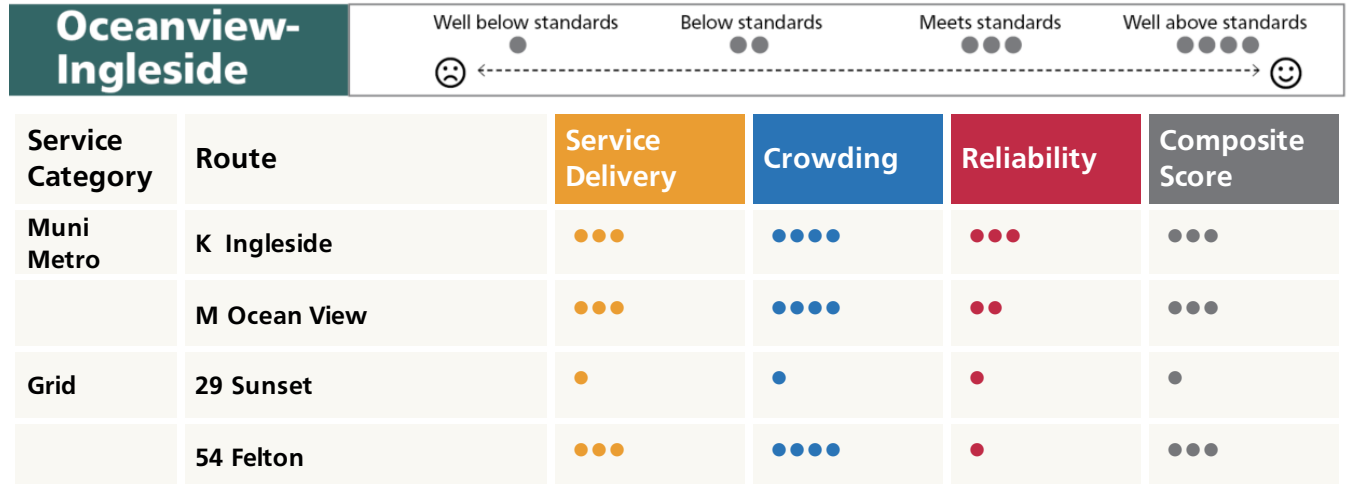 Oceanview-
Ingleside
Well below standards Below standards Meets standards Well above standards
Service
Category
Route
Service
Delivery
Crowding
Reliability
Composite
Score
Muni
Metro
K Ingleside
M Ocean View
Grid
29 Sunset
54 Felton